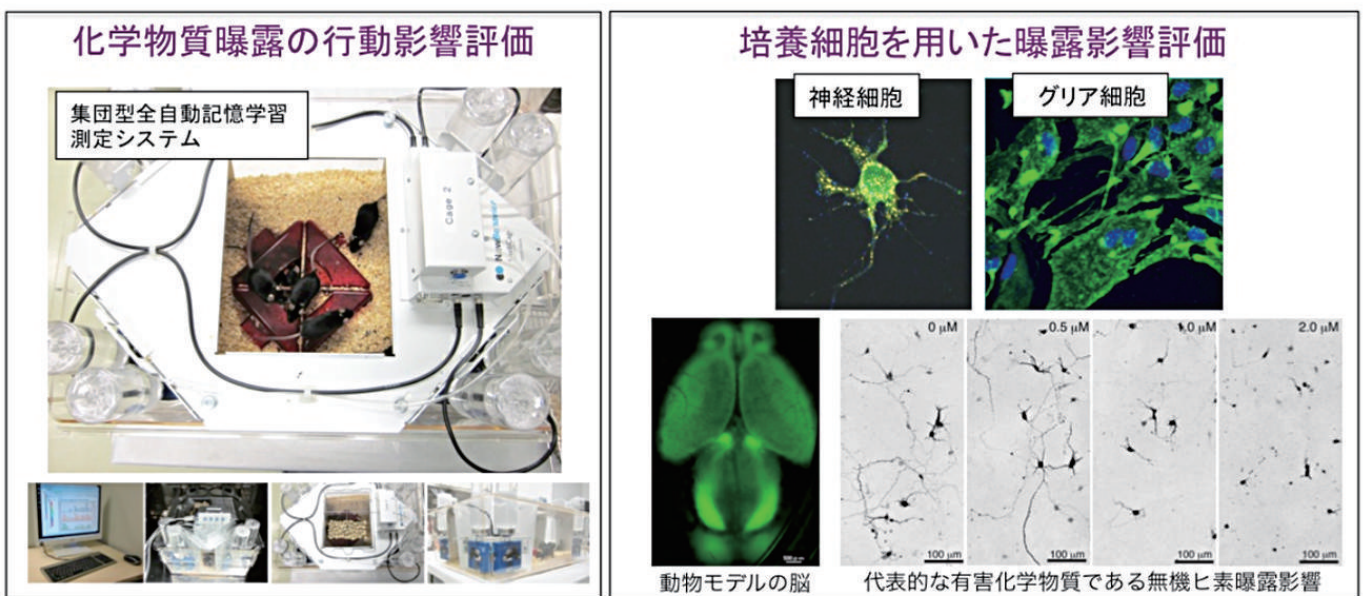 化学物質曝露の行動影響評価
集団型全自動記憶学習
測定システム
Cage 2
培養細胞を用いた曝露影響評価
神経細胞
グリア細胞
0 μM
0.5 μM
1.0 μM
2.0 μM
100 μm
100 μm
100 μm
100 μm
動物モデルの脳
代表的な有害化学物質である無機ヒ素曝露影響